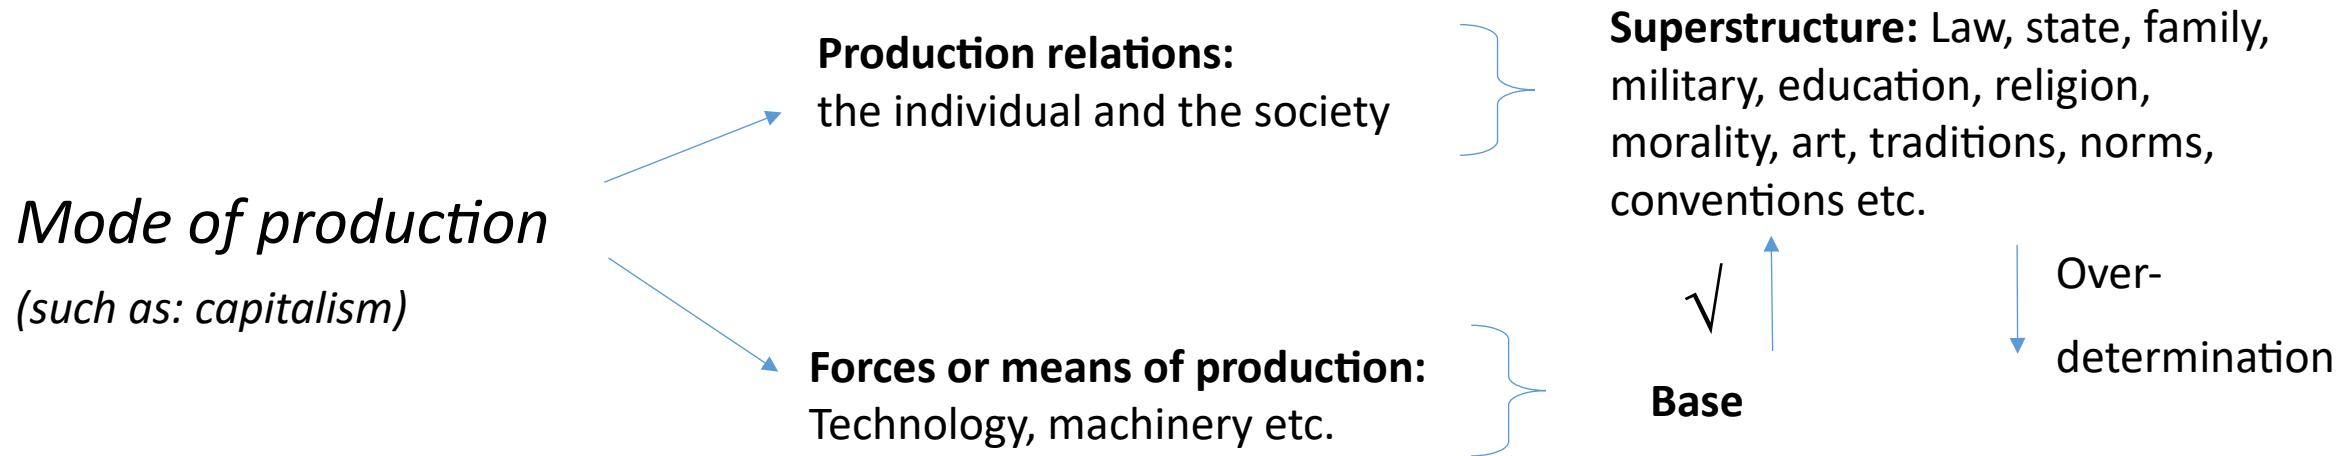 Mode of production
(such as: capitalism)
Production relations:
the individual and the society
Forces or means of production:
Technology, machinery etc.
Superstructure: Law, state, family,
military, education, religion,
morality, art, traditions, norms,
conventions etc.
√
Base
Over-
determination